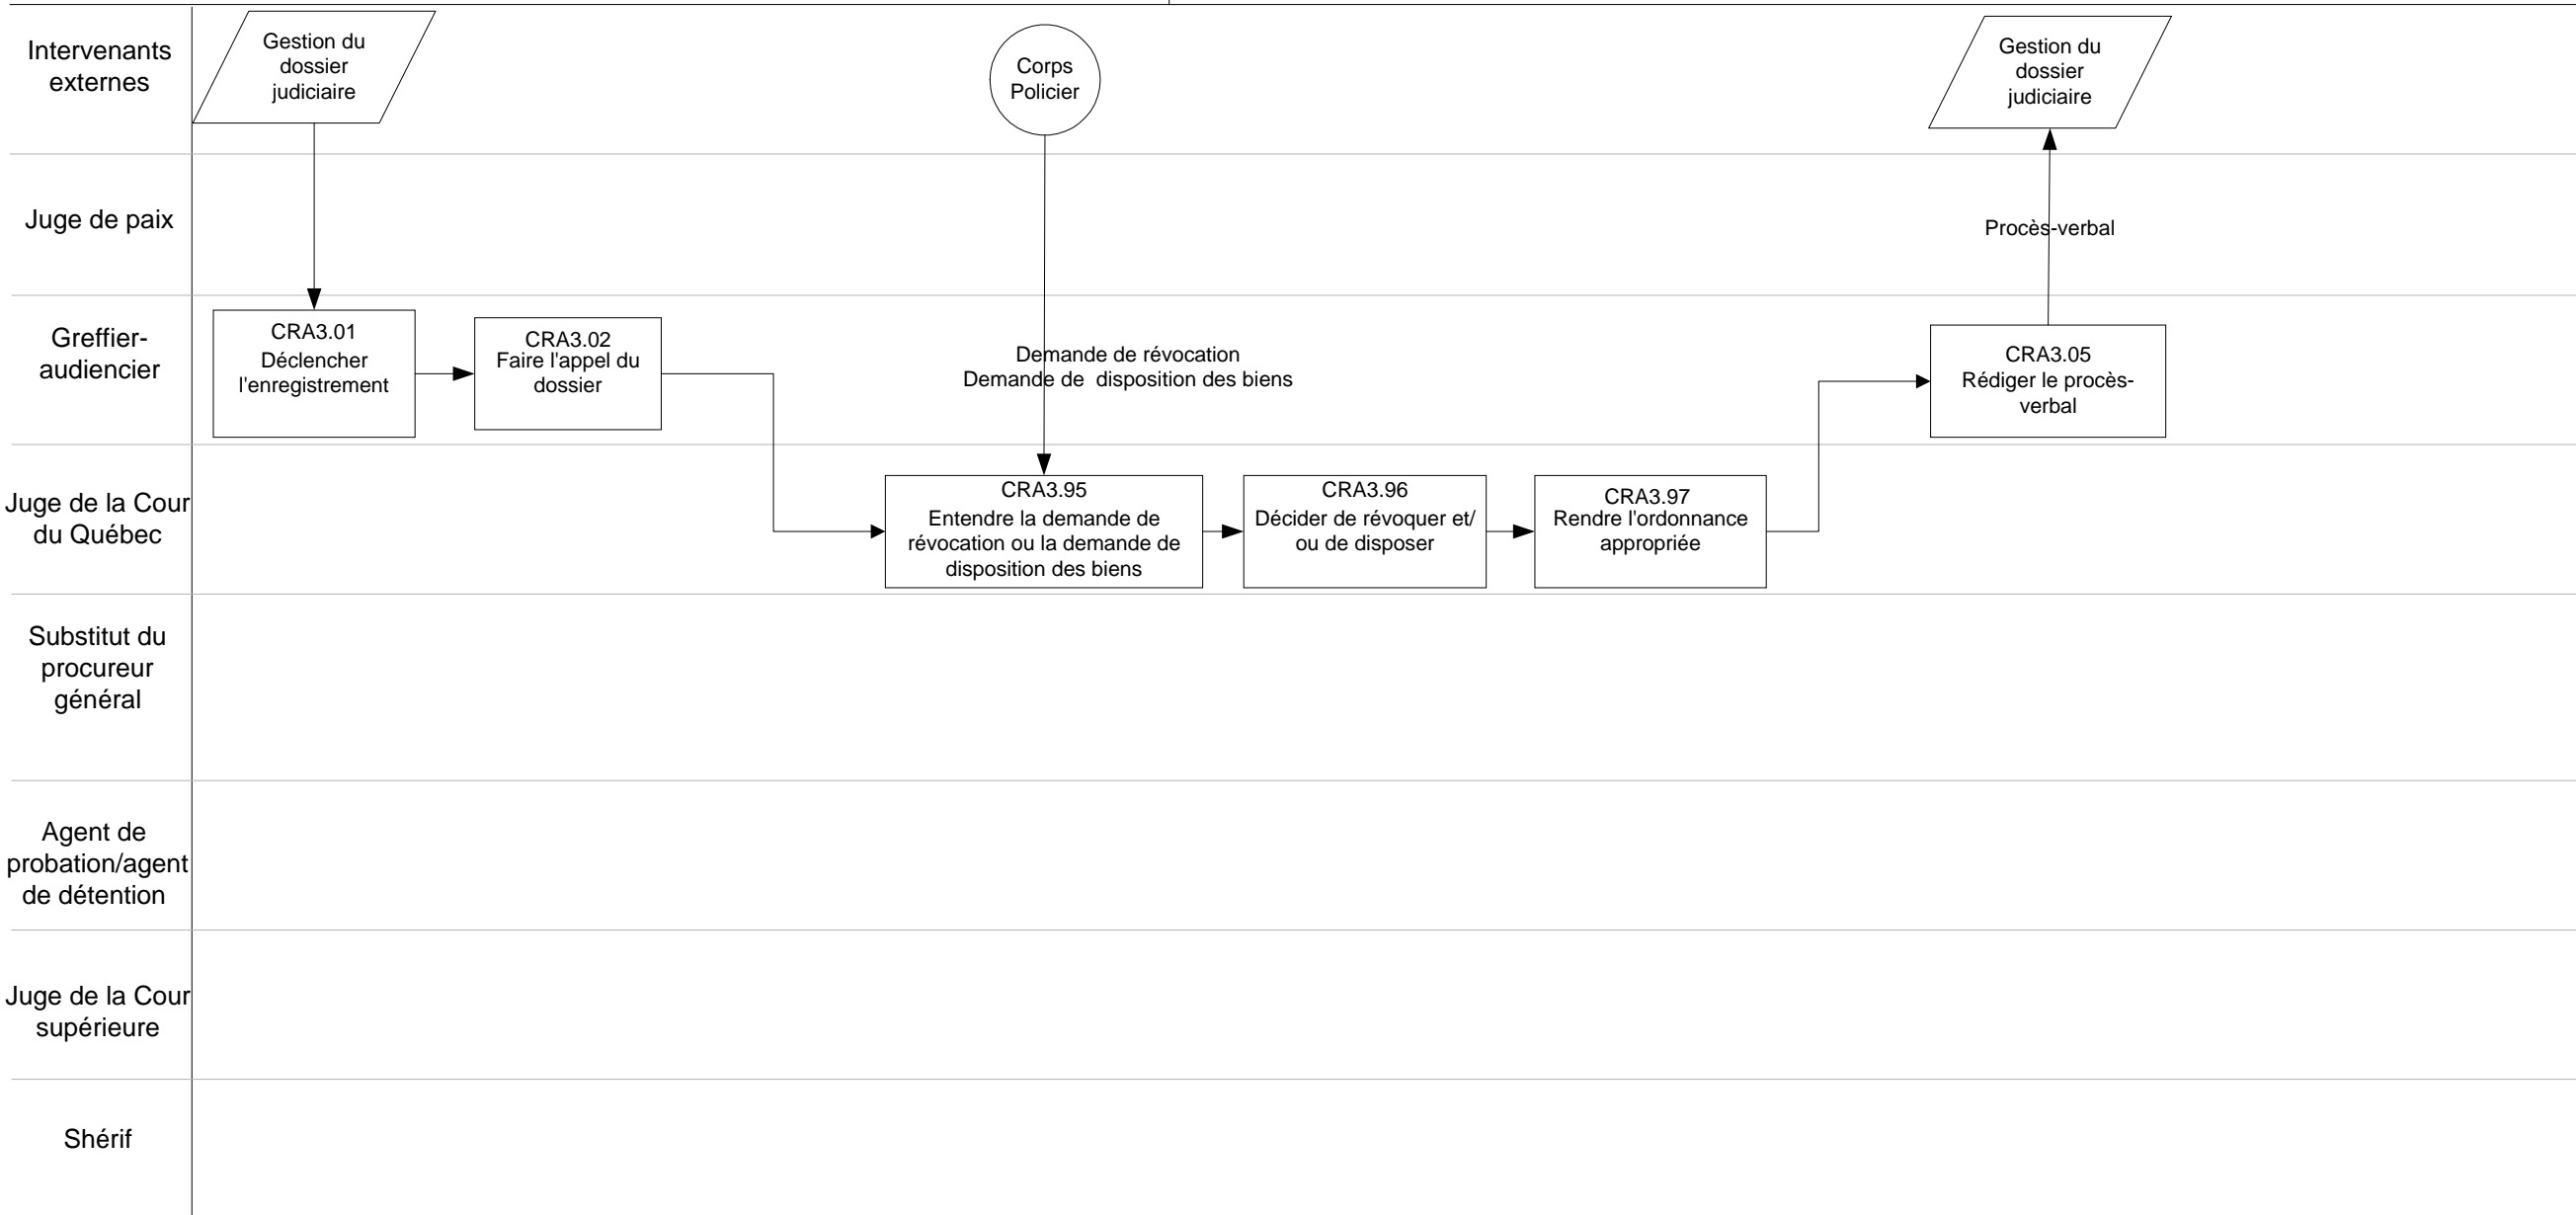 Intervenants
externes
Gestion du
dossier
judiciaire
Corps
Policier
Gestion du
dossier
judiciaire
Juge de paix
Procès-verbal
Greffier-
audiencier
CRA3.01
Déclencher
l'enregistrement
CRA3.02
Faire l'appel du
dossier
Demande de révocation
Demande de disposition des biens
CRA3.05
Rédiger le procès-
verbal
Juge de la Cour
du Québec
CRA3.95
Entendre la demande de
révocation ou la demande de
disposition des biens
CRA3.96
Décider de révoquer et/
ou de disposer
CRA3.97
Rendre l'ordonnance
appropriée
Substitut du
procureur
général
Agent de
probation/agent
de détention
Juge de la Cour
supérieure
Shérif